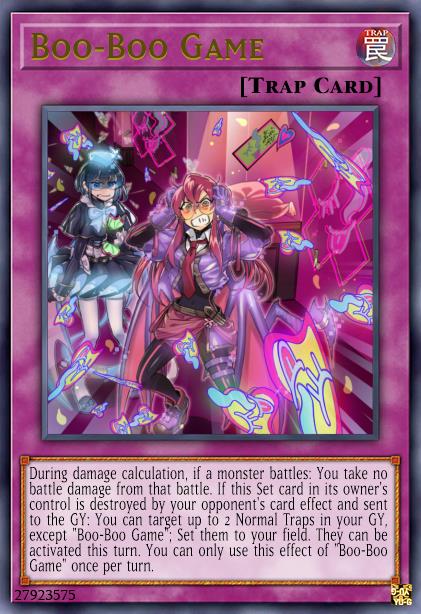 BOO-BOO GAME
TRAP
罠
[TRAP CARD]
During damage calculation, if a monster battles: You take no
battle damage from that battle. If this Set card in its owner's
control is destroyed by your opponent's card effect and sent
to the GY: You can target up to 2 Normal Traps in your GY,
except "Boo-Boo Game"; Set them to your field. They can be
activated this turn. You can only use this effect of "Boo-Boo
Game" once per turn.
27923575